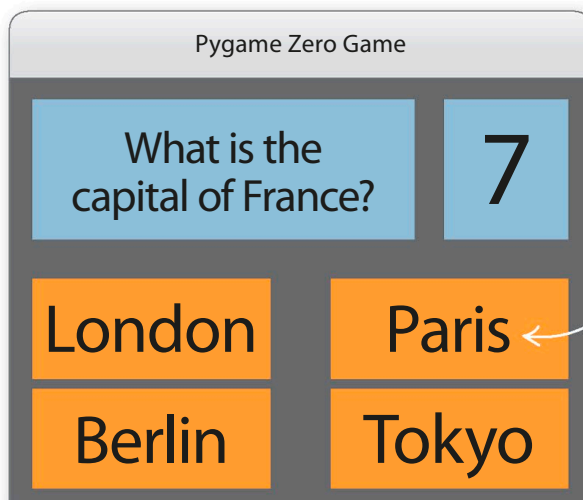 Pygame Zero Game
What is the
capital of France?
7
London
Paris
Berlin
Tokyo